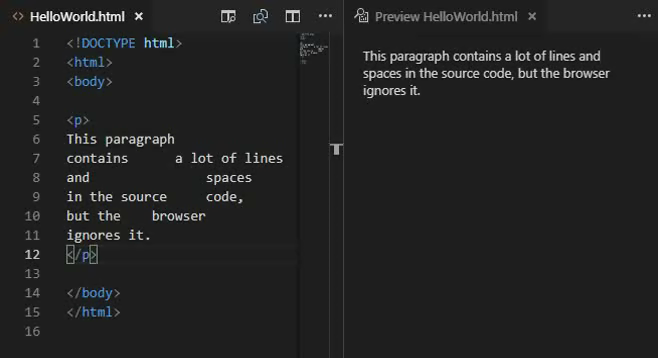 <> HelloWorld.html ×
1 <!DOCTYPE html>
2 <html>
3 <body>
4
5 <p>
6 This paragraph
7 contains      a lot of lines
8 and               spaces
9 in the source     code,
10 but the    browser
11 ignores it.
12 </p>
13
14 </body>
15 </html>
16
Preview HelloWorld.html ×
This paragraph contains a lot of lines and
spaces in the source code, but the browser
ignores it.